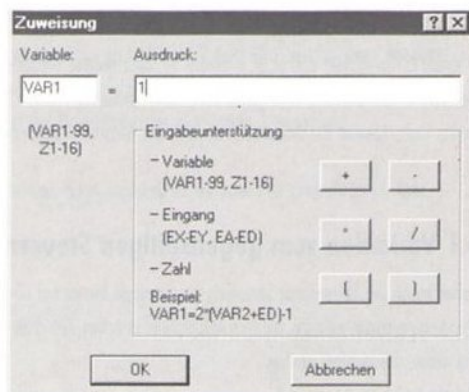 Zuweisung ? ×
Variable: Ausdruck:
VAR1 = 1
(VAR1-99,
Z1-16)
Eingabeunterstützung
– Variable
(VAR1-99, Z1-16)
+ -
– Eingang
(EX-EY, EA-ED)
* /
– Zahl
( )
Beispiel:
VAR1=2*(VAR2+ED)-1
OK Abbrechen